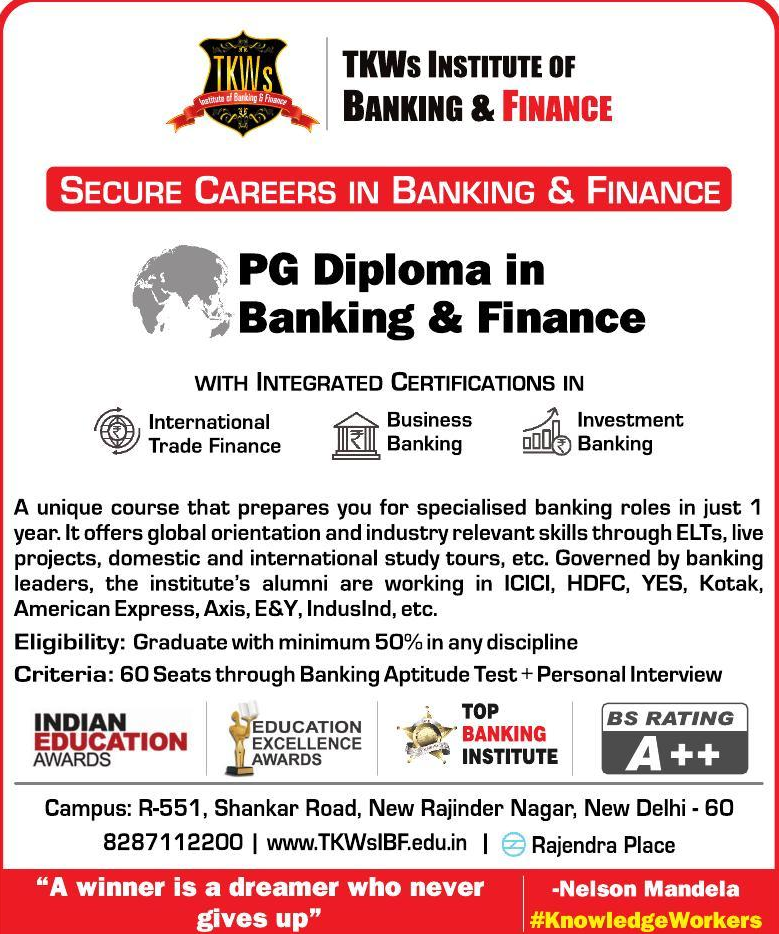 TKWs
Institute of Banking & Finance
TKWs INSTITUTE OF
BANKING & FINANCE
SECURE CAREERS IN BANKING & FINANCE
PG Diploma in
Banking & Finance
WITH INTEGRATED CERTIFICATIONS IN
International
Trade Finance
Business
Banking
Investment
Banking
A unique course that prepares you for specialised banking roles in just 1
year. It offers global orientation and industry relevant skills through ELTs, live
projects, domestic and international study tours, etc. Governed by banking
leaders, the institute's alumni are working in ICICI, HDFC, YES, Kotak,
American Express, Axis, E&Y, IndusInd, etc.
Eligibility: Graduate with minimum 50% in any discipline
Criteria: 60 Seats through Banking Aptitude Test + Personal Interview
INDIAN
EDUCATION
AWARDS
EDUCATION
EXCELLENCE
AWARDS
TOP
BANKING
INSTITUTE
BS RATING
A++
Campus: R-551, Shankar Road, New Rajinder Nagar, New Delhi - 60
8287112200 | www.TKWsIBF.edu.in | Rajendra Place
“A winner is a dreamer who never
gives up”
-Nelson Mandela
#KnowledgeWorkers